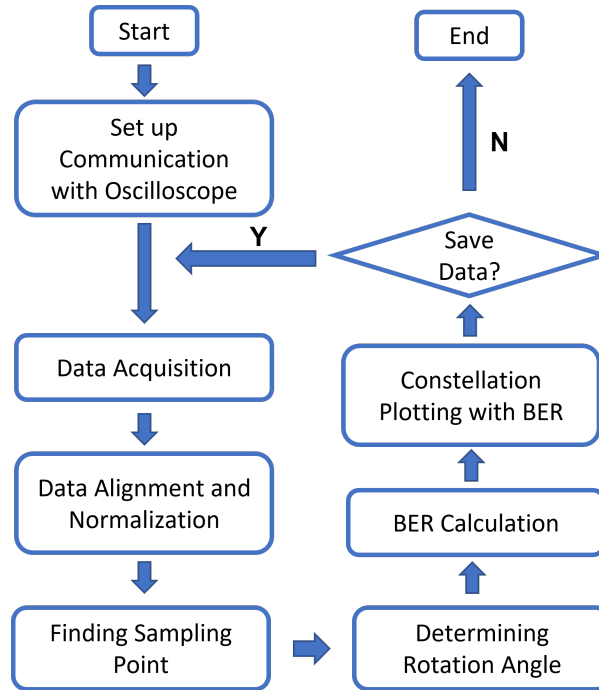 Start
Set up
Communication
with Oscilloscope
Data Acquisition
Data Alignment and
Normalization
Finding Sampling
Point
Determining
Rotation Angle
BER Calculation
Constellation
Plotting with BER
Save
Data?
Y
N
End